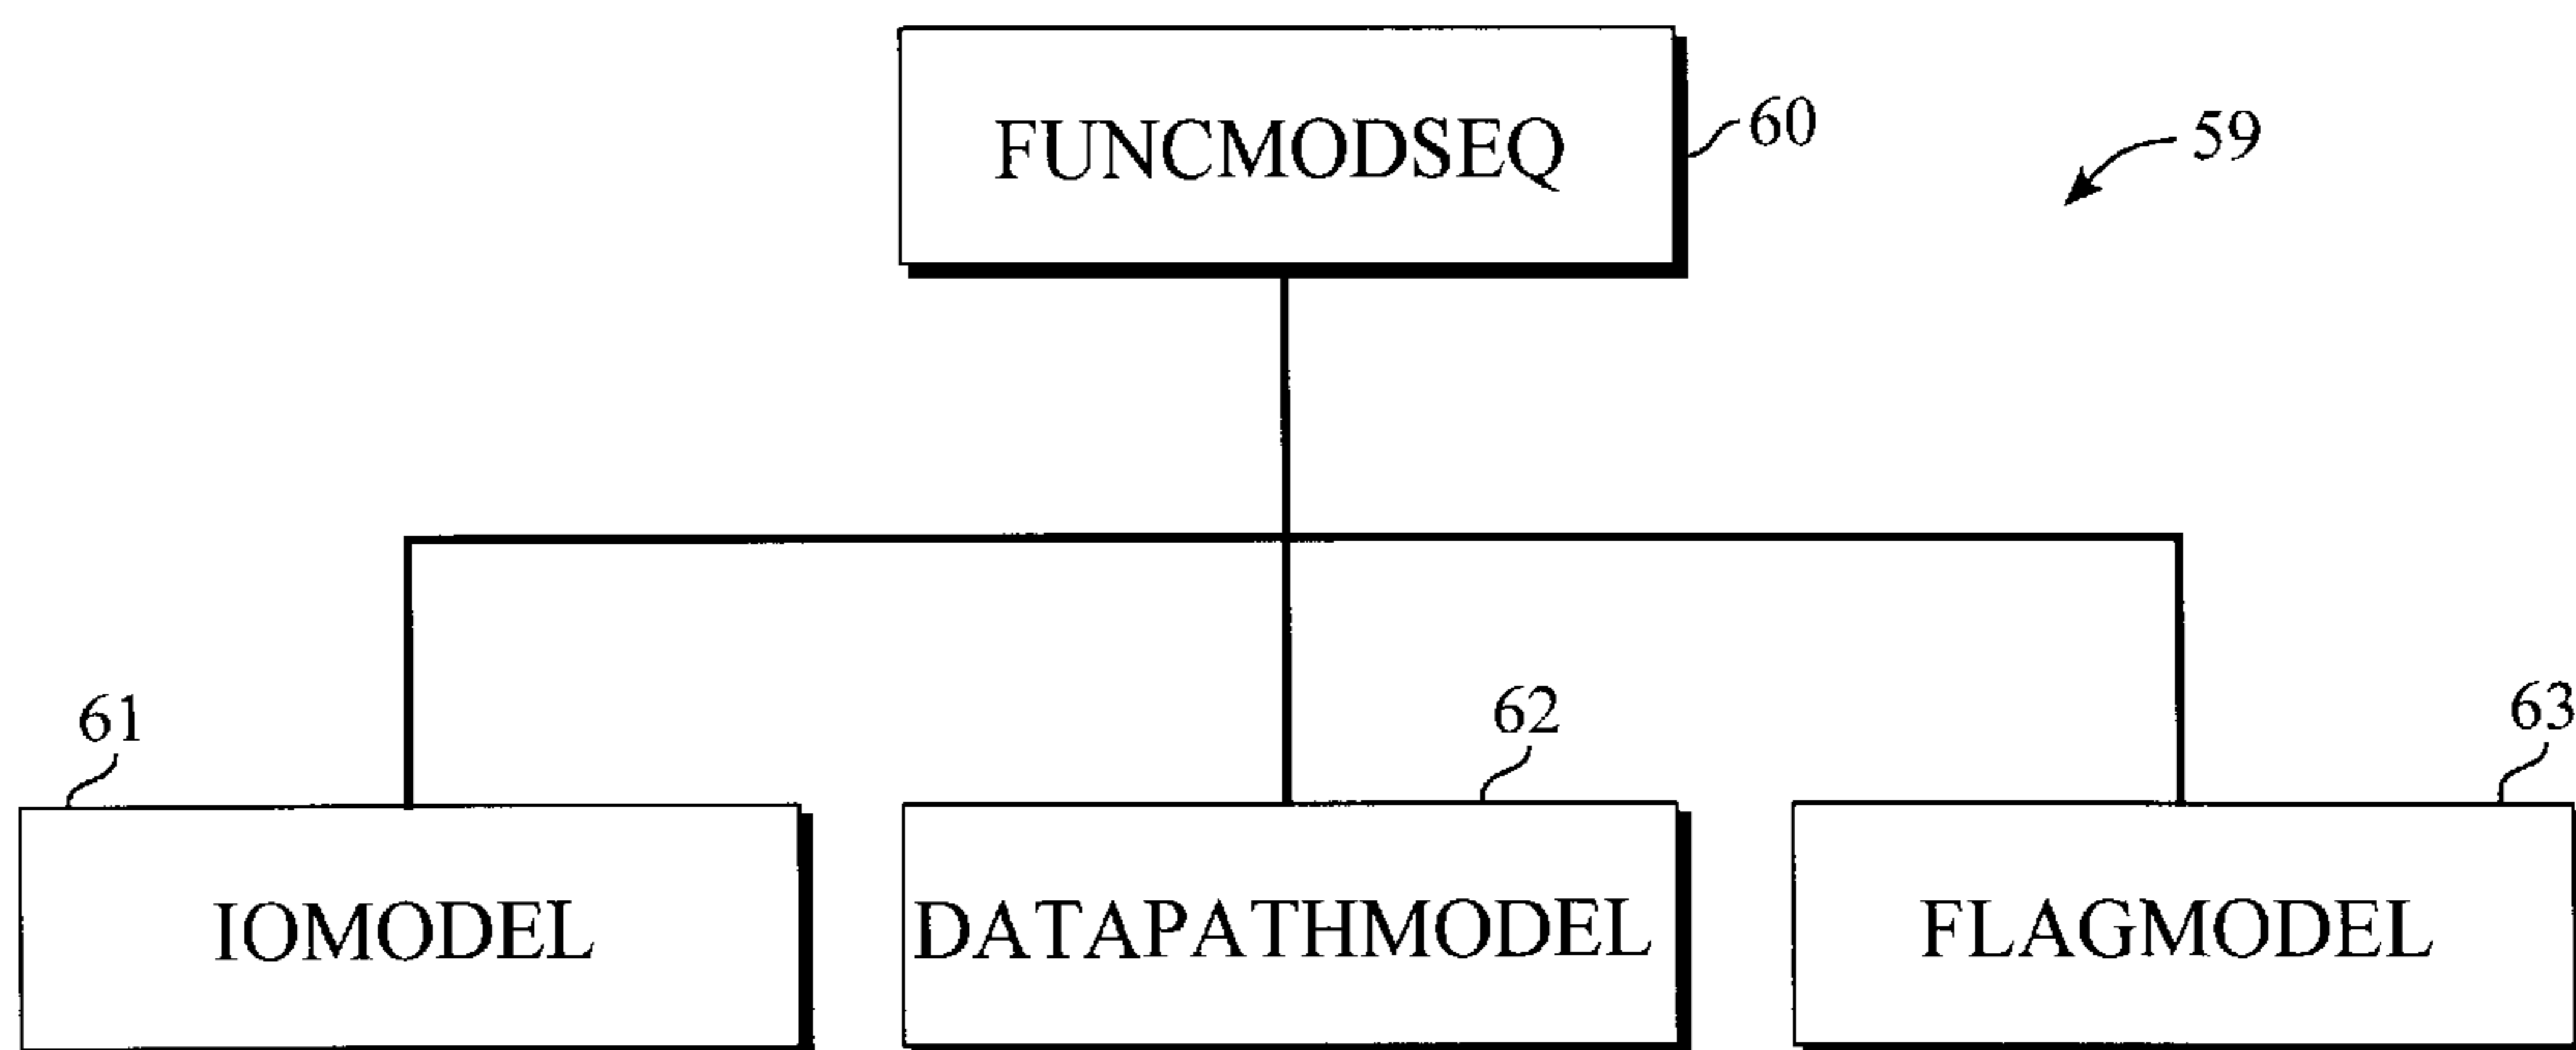 FUNCMODSEQ
60
59
61
62
63
IOMODEL
DATAPATHMODEL
FLAGMODEL